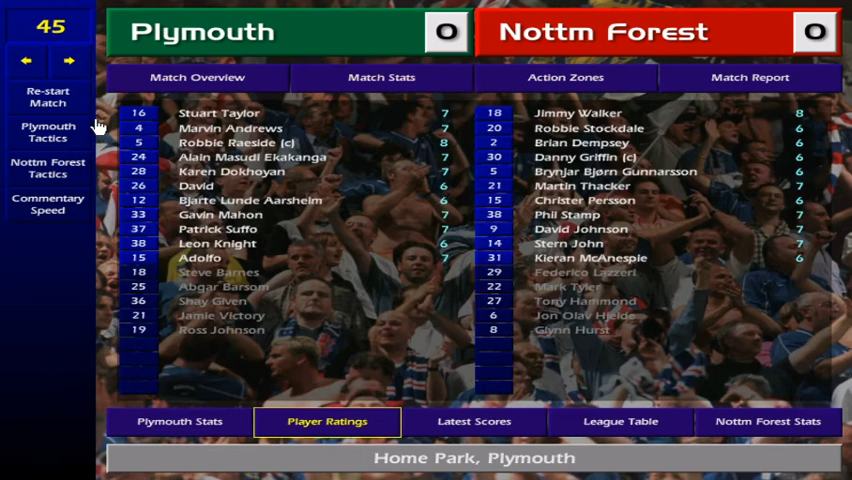 45
Plymouth 0 Nottm Forest 0
Match Overview Match Stats Action Zones Match Report
Re-start
Match
Plymouth
Tactics
Nottm Forest
Tactics
Commentary
Speed
16 Stuart Taylor 7
4 Marvin Andrews 7
5 Robbie Raeside (c) 8
24 Alain Masudi Ekakanga 7
28 Karen Dokhoyan 7
26 David 6
12 Bjarte Lunde Aarsheim 6
33 Gavin Mahon 7
37 Patrick Suffo 7
38 Leon Knight 6
15 Adolfo 7
18 Steve Barnes
25 Abgar Barsom
36 Shay Given
21 Jamie Victory
19 Ross Johnson
18 Jimmy Walker 8
20 Robbie Stockdale 6
2 Brian Dempsey 6
30 Danny Griffin (c) 6
5 Brynjar Bjørn Gunnarsson 6
21 Martin Thacker 7
15 Christer Persson 6
38 Phil Stamp 7
9 David Johnson 7
14 Stern John 7
31 Kieran McAnespie 6
29 Federico Lazzeri
22 Mark Tyler
27 Tony Hammond
6 Jon Olav Hjelde
8 Glynn Hurst
Plymouth Stats Player Ratings Latest Scores League Table Nottm Forest Stats
Home Park, Plymouth